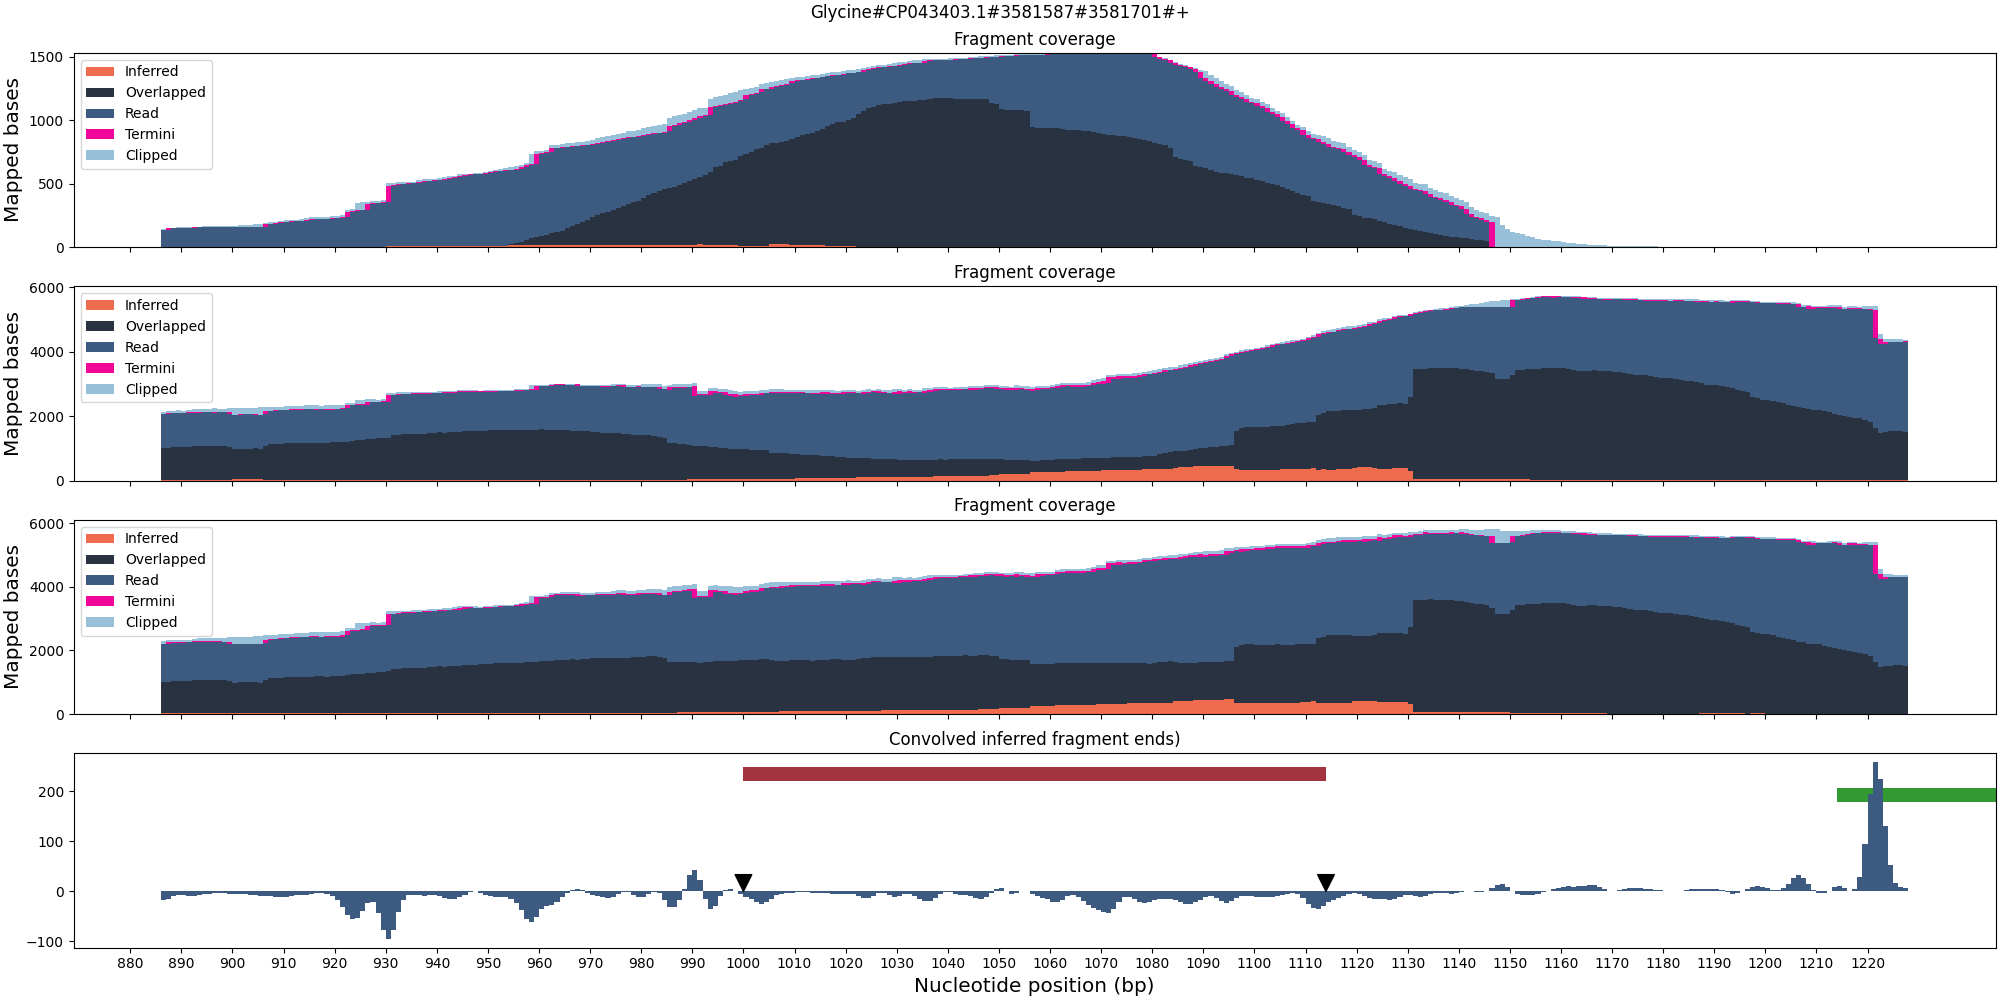 Glycine#CP043403.1#3581587#3581701#+
Fragment coverage
Mapped bases
1500
1000
500
0
Inferred
Overlapped
Read
Termini
Clipped
Fragment coverage
Mapped bases
6000
4000
2000
0
Inferred
Overlapped
Read
Termini
Clipped
Fragment coverage
Mapped bases
6000
4000
2000
0
Inferred
Overlapped
Read
Termini
Clipped
Convolved inferred fragment ends)
200
100
0
−100
880 890 900 910 920 930 940 950 960 970 980 990 1000 1010 1020 1030 1040 1050 1060 1070 1080 1090 1100 1110 1120 1130 1140 1150 1160 1170 1180 1190 1200 1210 1220
Nucleotide position (bp)